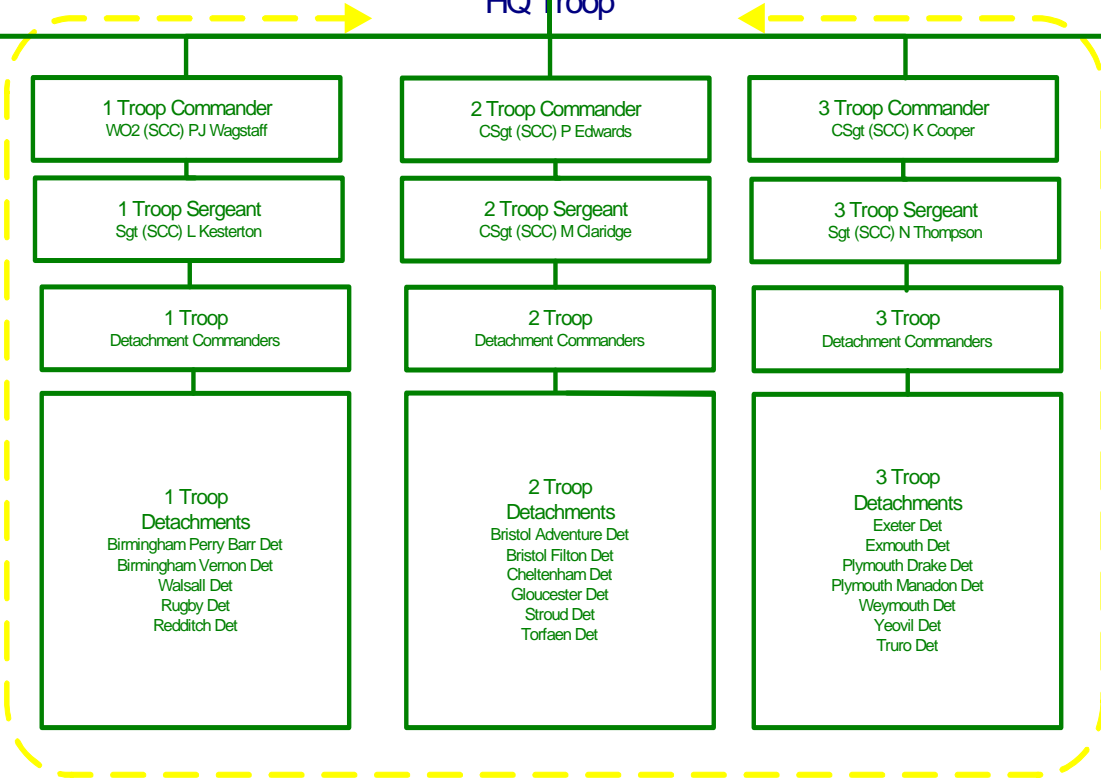 HQ Troop
1 Troop Commander
WO2 (SCC) PJ Wagstaff
1 Troop Sergeant
Sgt (SCC) L Kesterton
1 Troop
Detachment Commanders
1 Troop
Detachments
Birmingham Perry Barr Det
Birmingham Vernon Det
Walsall Det
Rugby Det
Redditch Det
2 Troop Commander
CSgt (SCC) P Edwards
2 Troop Sergeant
CSgt (SCC) M Claridge
2 Troop
Detachment Commanders
2 Troop
Detachments
Bristol Adventure Det
Bristol Filton Det
Cheltenham Det
Gloucester Det
Stroud Det
Torfaen Det
3 Troop Commander
CSgt (SCC) K Cooper
3 Troop Sergeant
Sgt (SCC) N Thompson
3 Troop
Detachment Commanders
3 Troop
Detachments
Exeter Det
Exmouth Det
Plymouth Drake Det
Plymouth Manadon Det
Weymouth Det
Yeovil Det
Truro Det